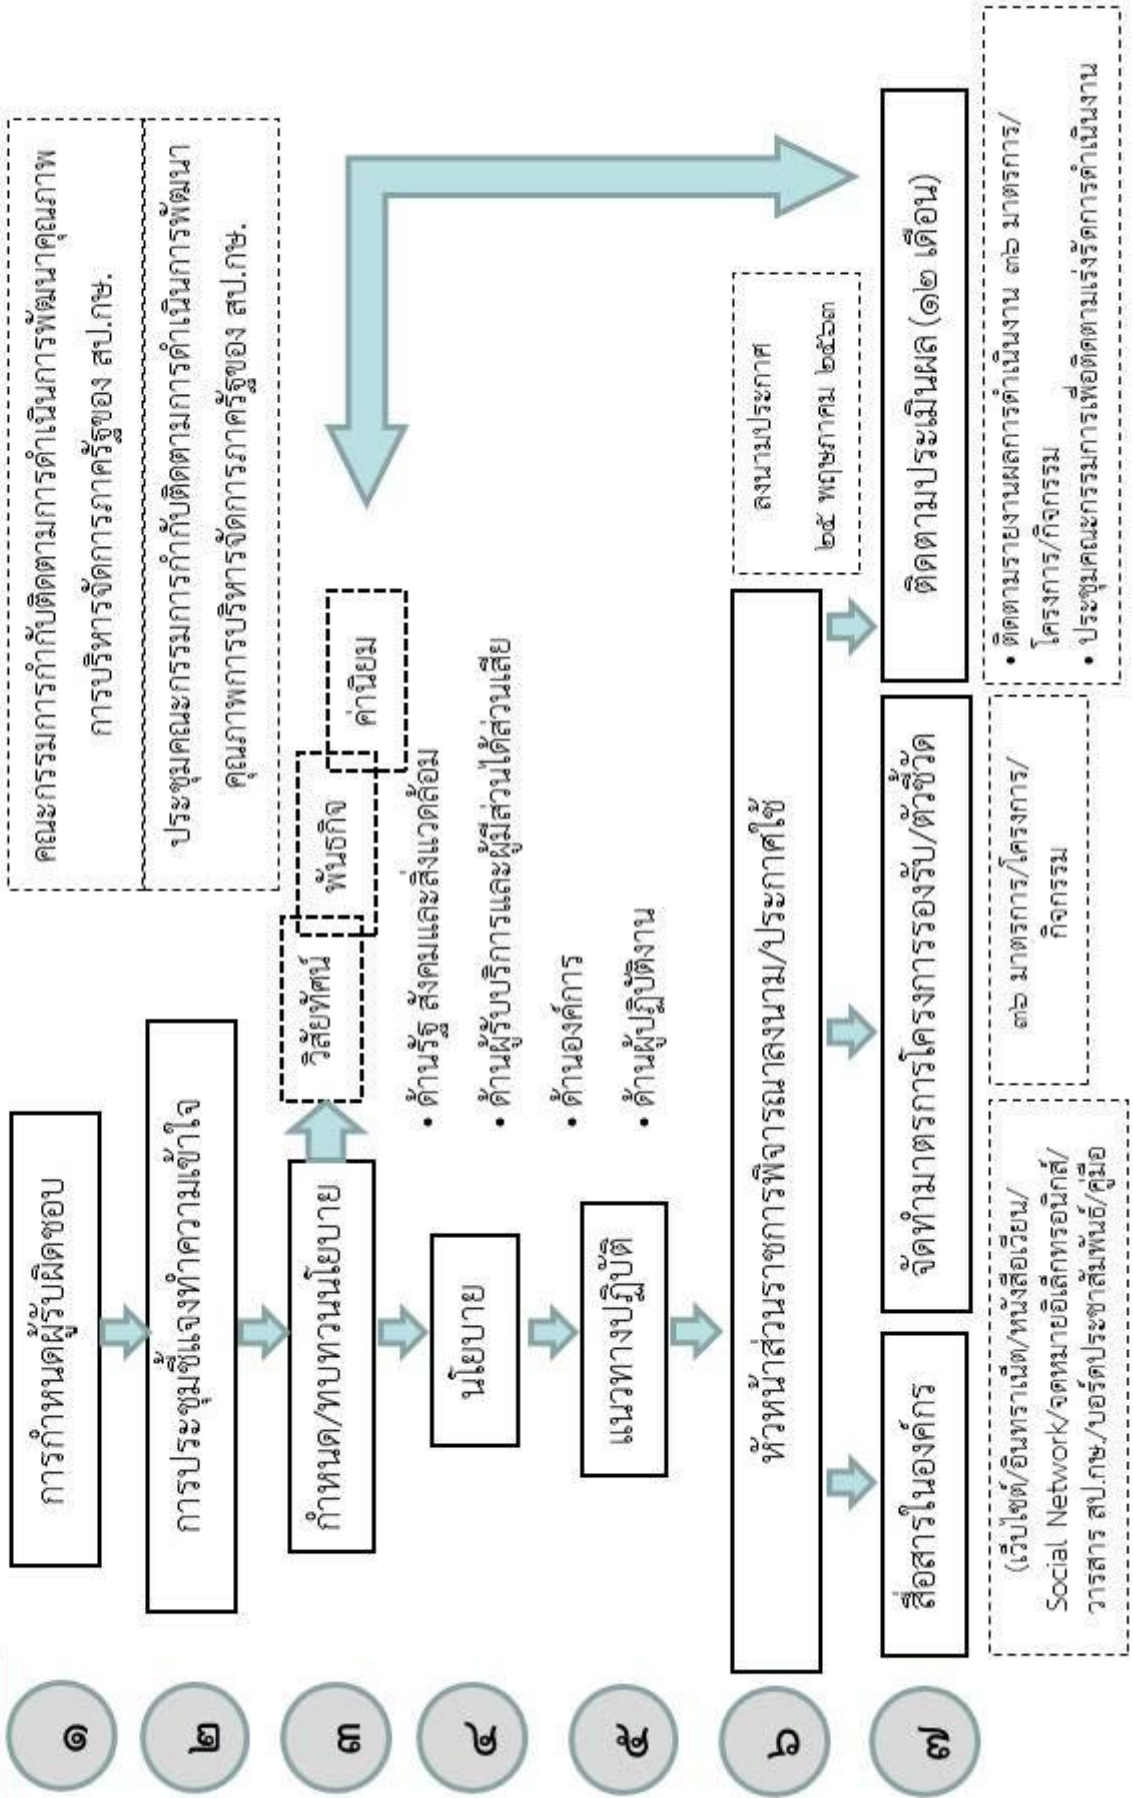 ๑
การกำหนดผู้รับผิดชอบ
คณะกรรมการกำกับติดตามการดำเนินการพัฒนาคุณภาพ
การบริหารจัดการภาครัฐของ สป.กษ.
๒
การประชุมชี้แจงทำความเข้าใจ
ประชุมคณะกรรมการกำกับติดตามการดำเนินการพัฒนา
คุณภาพการบริหารจัดการภาครัฐของ สป.กษ.
๓
กำหนด/ทบทวนนโยบาย
วิสัยทัศน์
พันธกิจ
ค่านิยม
๔
นโยบาย
• ด้านรัฐ สังคมและสิ่งแวดล้อม
• ด้านผู้รับบริการและผู้มีส่วนได้ส่วนเสีย
• ด้านองค์การ
• ด้านผู้ปฏิบัติงาน
๕
แนวทางปฏิบัติ
๖
หัวหน้าส่วนราชการพิจารณาลงนาม/ประกาศใช้
ลงนามประกาศ
๒๕ พฤษภาคม ๒๕๖๓
๗
สื่อสารในองค์กร
จัดทำมาตรการโครงการรองรับ/ตัวชี้วัด
ติดตามประเมินผล (๑๒ เดือน)
(เว็บไซต์/อินทราเน็ต/หนังสือเวียน/
Social Network/จดหมายอิเล็กทรอนิกส์/
วารสาร สป.กษ./บอร์ดประชาสัมพันธ์/คู่มือ
๓๖ มาตรการ/โครงการ/
กิจกรรม
• ติดตามรายงานผลการดำเนินงาน ๓๖ มาตรการ/
โครงการ/กิจกรรม
• ประชุมคณะกรรมการเพื่อติดตามเร่งรัดการดำเนินงาน